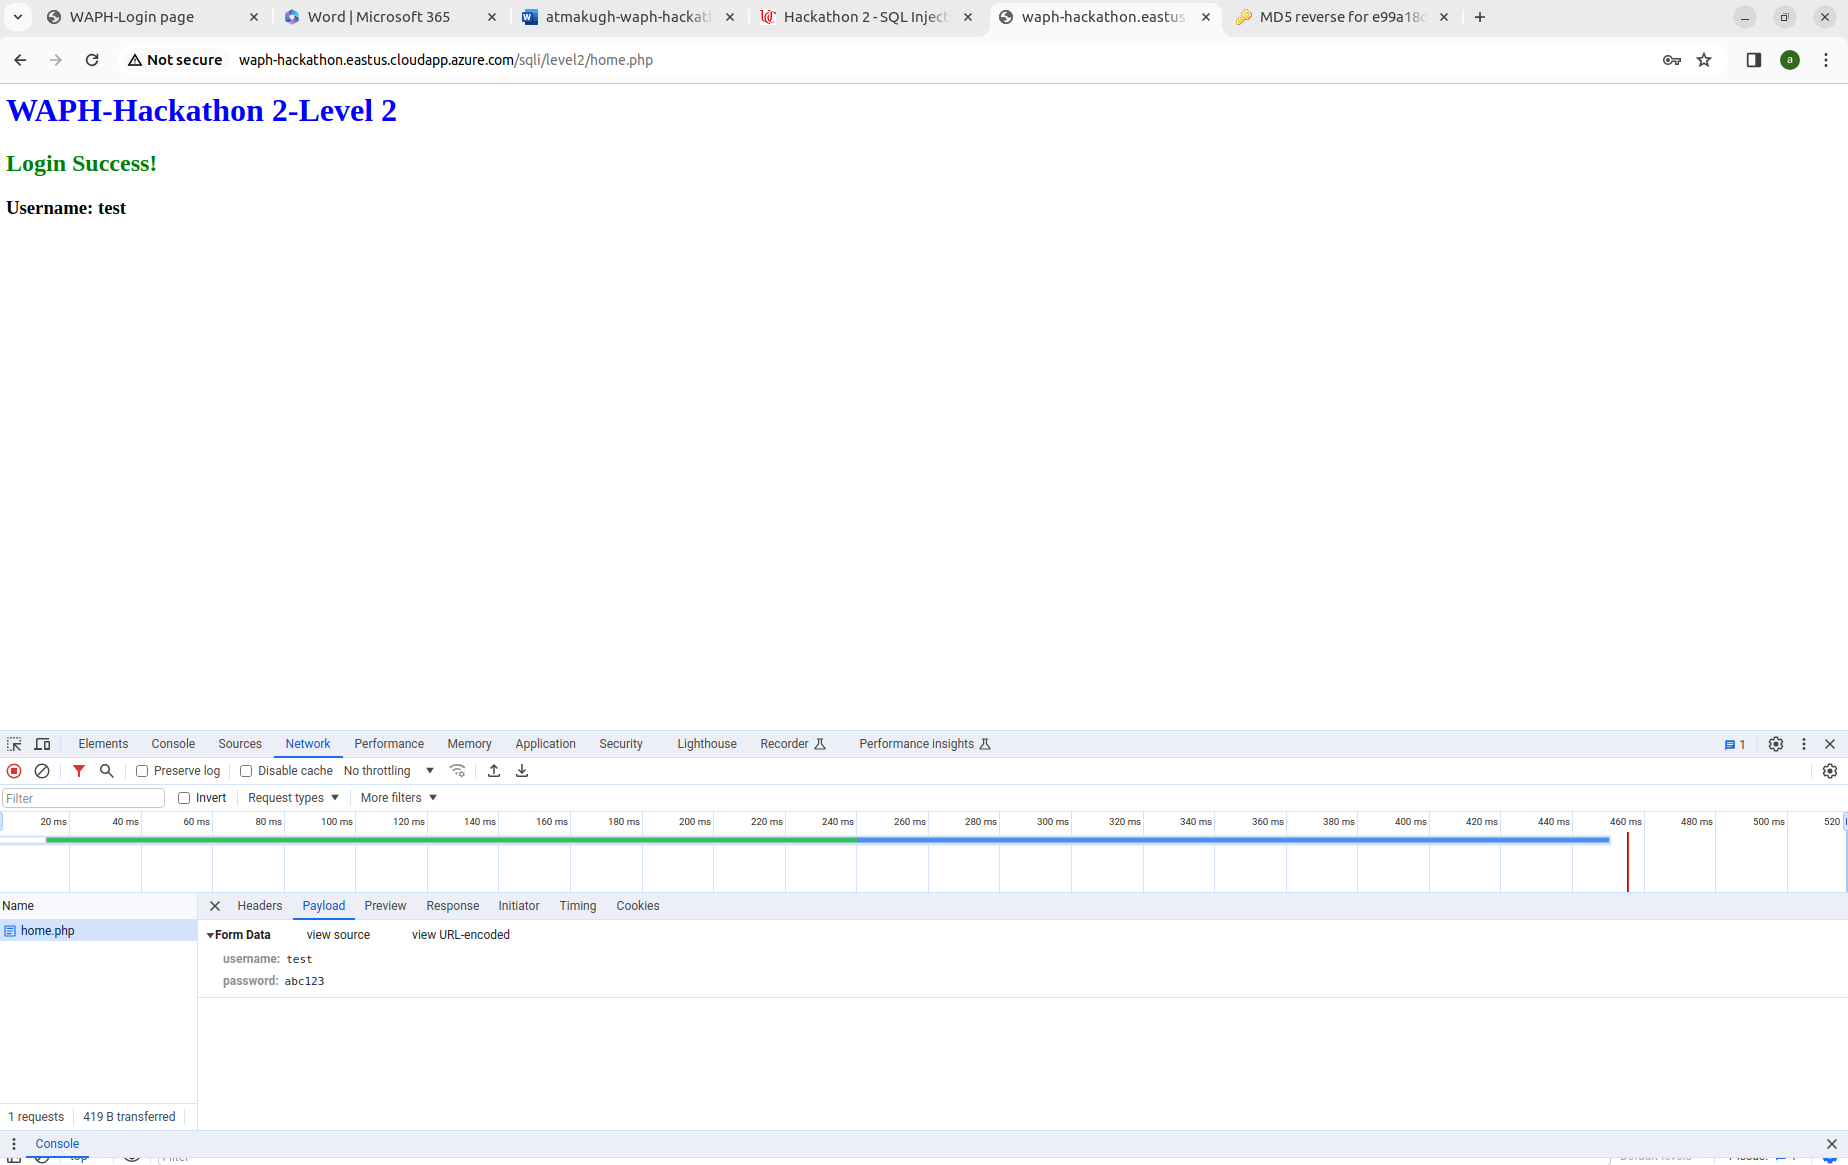 WAPH-Login page
Word | Microsoft 365
atmakugh-waph-hackath
Hackathon 2 - SQL Inject
waph-hackathon.eastus.
MD5 reverse for e99a18c
Not secure waph-hackathon.eastus.cloudapp.azure.com/sqli/level2/home.php
a
WAPH-Hackathon 2-Level 2
Login Success!
Username: test
Elements Console Sources Network Performance Memory Application Security Lighthouse Recorder Performance insights 1
Preserve log Disable cache No throttling
Filter Invert Request types More filters
20 ms 40 ms 60 ms 80 ms 100 ms 120 ms 140 ms 160 ms 180 ms 200 ms 220 ms 240 ms 260 ms 280 ms 300 ms 320 ms 340 ms 360 ms 380 ms 400 ms 420 ms 440 ms 460 ms 480 ms 500 ms 520
Name Headers Payload Preview Response Initiator Timing Cookies
home.php
Form Data view source view URL-encoded
username: test
password: abc123
1 requests 419 B transferred
Console
top Filter Default levels